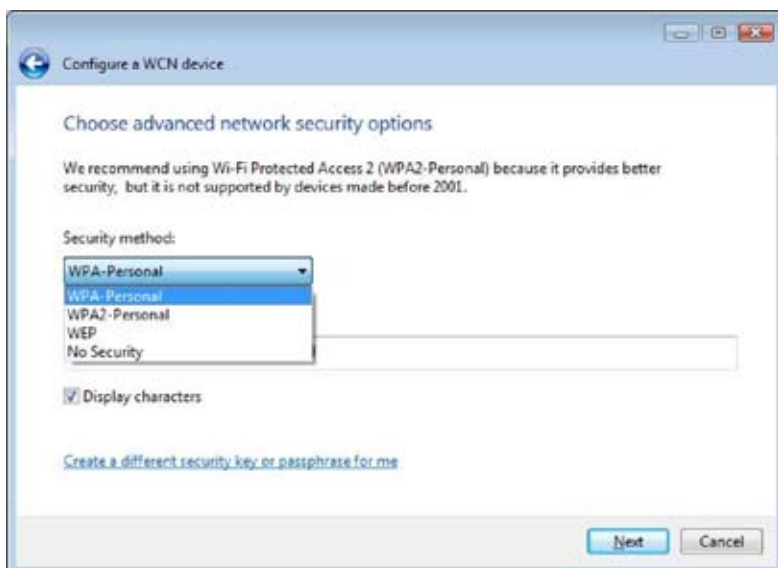 Configure a WCN device
Choose advanced network security options
We recommend using Wi-Fi Protected Access 2 (WPA2-Personal) because it provides better
security, but it is not supported by devices made before 2001.
Security method:
WPA-Personal
WPA-Personal
WPA2-Personal
WEP
No Security
Display characters
Create a different security key or passphrase for me
Next
Cancel